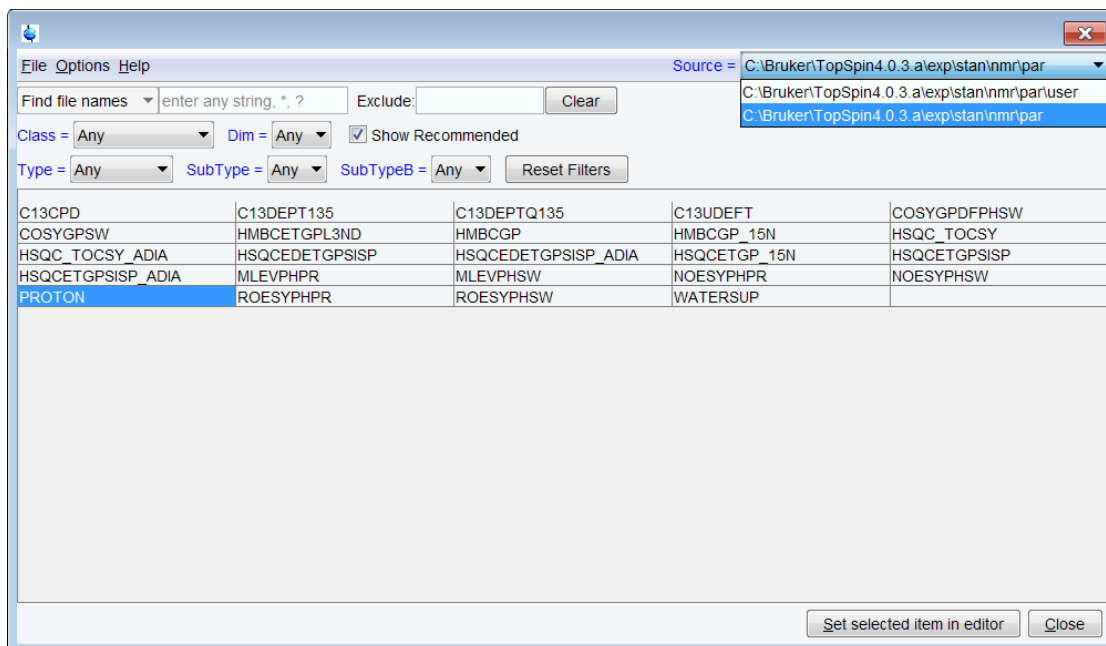 File Options Help Source = C:\Bruker\TopSpin4.0.3.a\exp\stan\nmr\par
Find file names enter any string, *, ? Exclude: Clear C:\Bruker\TopSpin4.0.3.a\exp\stan\nmr\par\user
C:\Bruker\TopSpin4.0.3.a\exp\stan\nmr\par
Class = Any Dim = Any Show Recommended
Type = Any SubType = Any SubTypeB = Any Reset Filters
C13CPD C13DEPT135 C13DEPTQ135 C13UDEFT COSYGPDFPHSW
COSYGPSW HMBCETGPL3ND HMBCGP HMBCGP_15N HSQC_TOCSY
HSQC_TOCSY_ADIA HSQCEDETGPSISP HSQCEDETGPSISP_ADIA HSQCETGP_15N HSQCETGPSISP
HSQCETGPSISP_ADIA MLEVPHPR MLEVPHSW NOESYPHPR NOESYPHSW
PROTON ROESYPHPR ROESYPHSW WATERSUP
Set selected item in editor Close